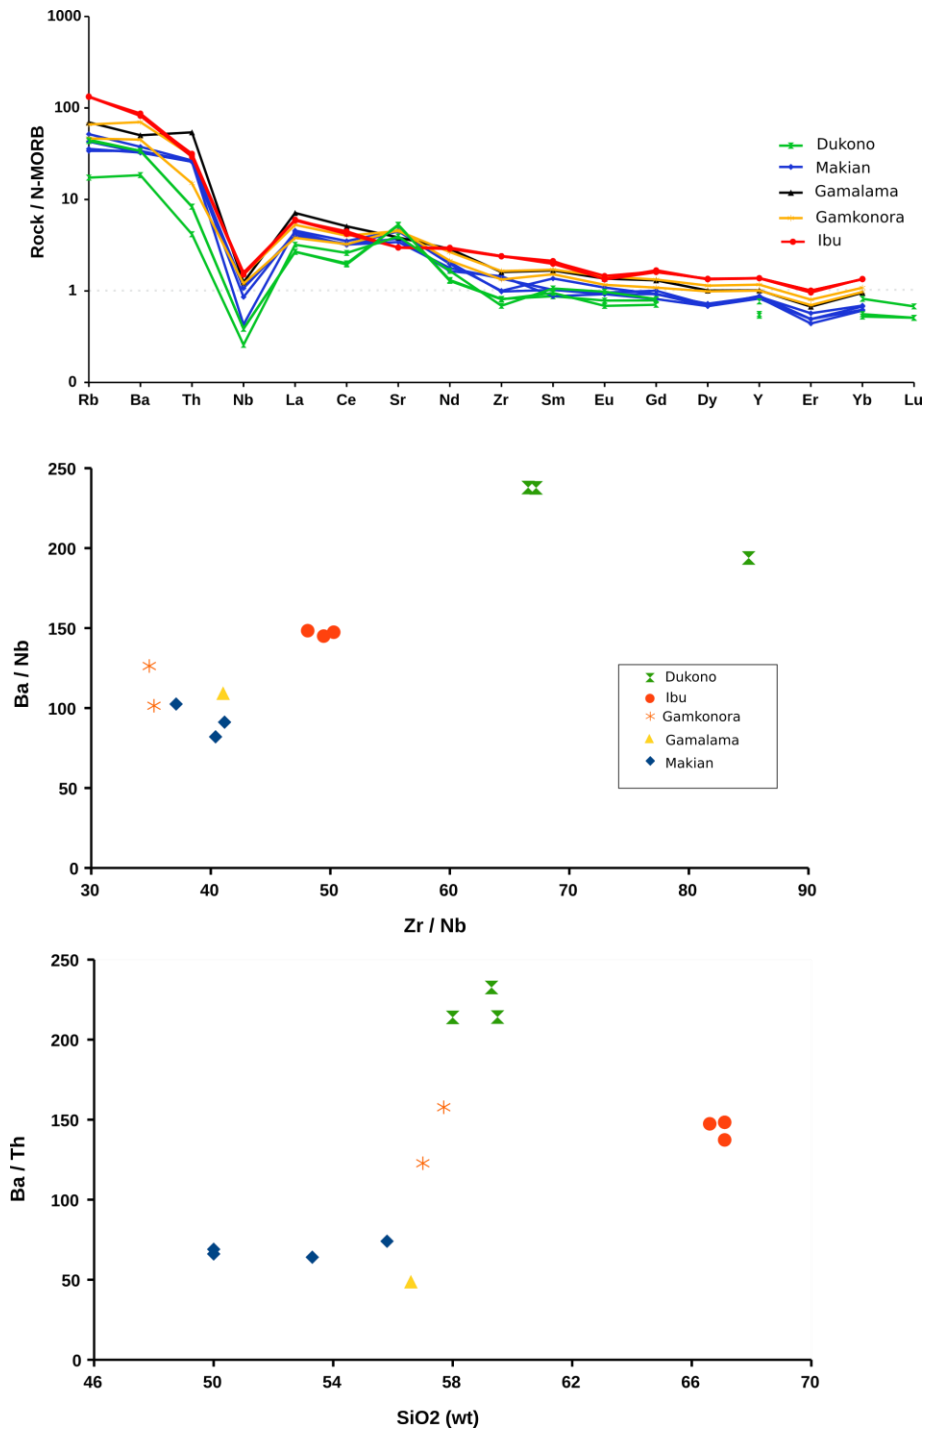 1000
100
10
1
0
Rock / N-MORB
Dukono
Makian
Gamalama
Gamkonora
Ibu
Rb Ba Th Nb La Ce Sr Nd Zr Sm Eu Gd Dy Y Er Yb Lu
250
200
150
100
50
0
Ba / Nb
Dukono
Ibu
Gamkonora
Gamalama
Makian
30 40 50 60 70 80 90
Zr / Nb
250
200
150
100
50
0
Ba / Th
46 50 54 58 62 66 70
SiO2 (wt)